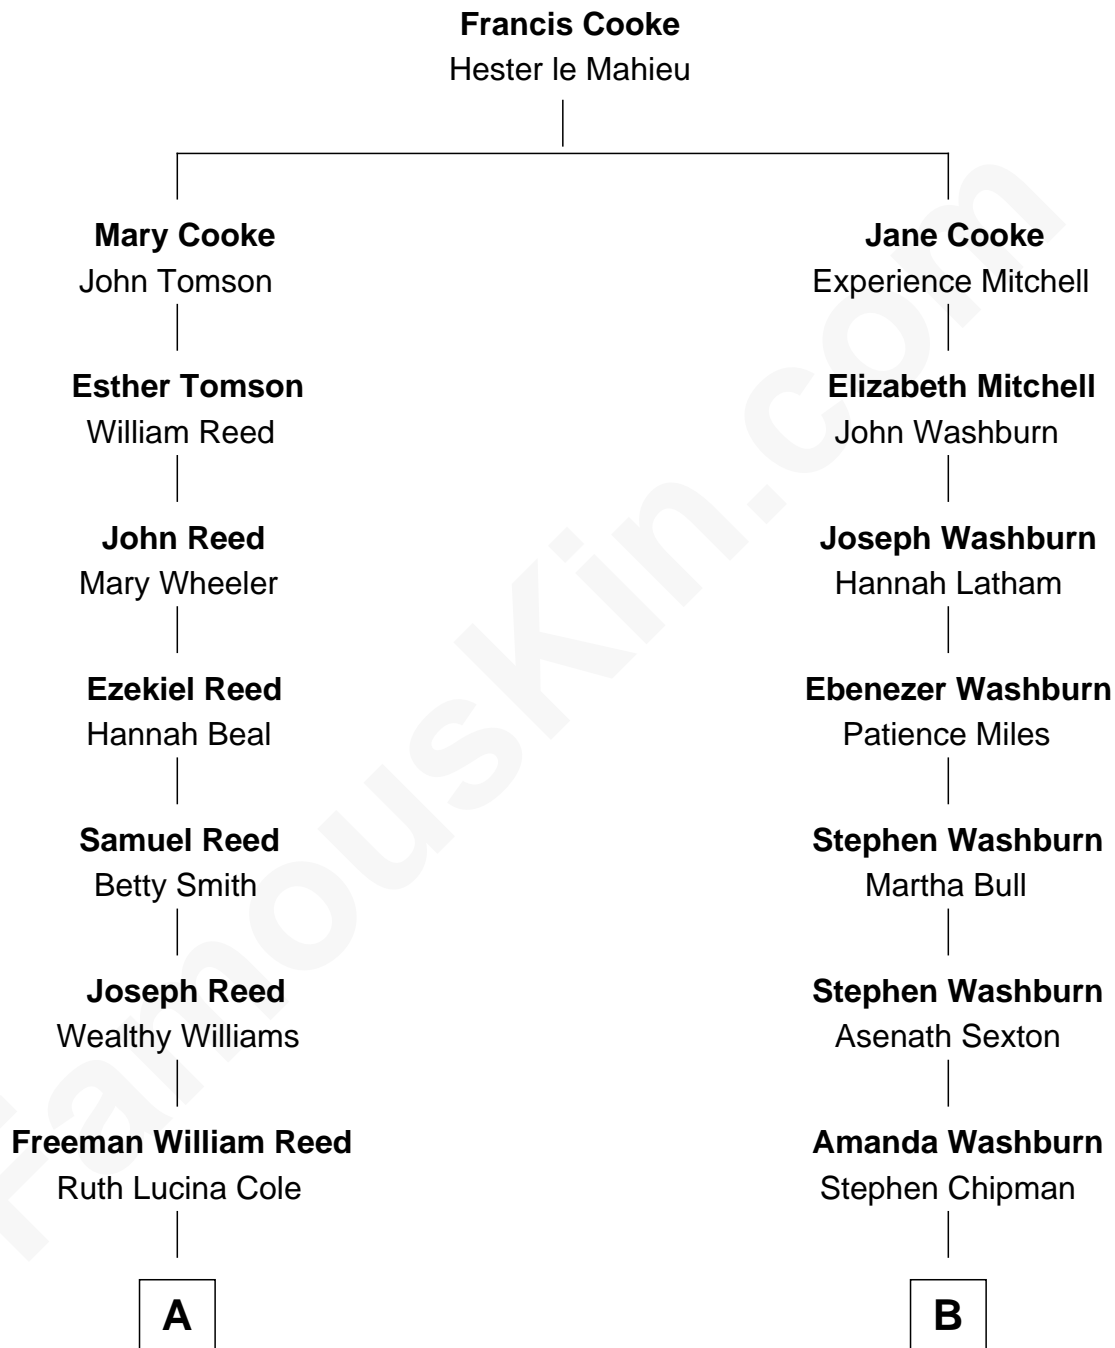 Francis Cooke
Hester le Mahieu
Mary Cooke
John Tomson
Jane Cooke
Experience Mitchell
Esther Tomson
William Reed
Elizabeth Mitchell
John Washburn
John Reed
Mary Wheeler
Joseph Washburn
Hannah Latham
Ezekiel Reed
Hannah Beal
Ebenezer Washburn
Patience Miles
Samuel Reed
Betty Smith
Stephen Washburn
Martha Bull
Joseph Reed
Wealthy Williams
Stephen Washburn
Asenath Sexton
Freeman William Reed
Ruth Lucina Cole
Amanda Washburn
Stephen Chipman
A
B
FamousKin.com